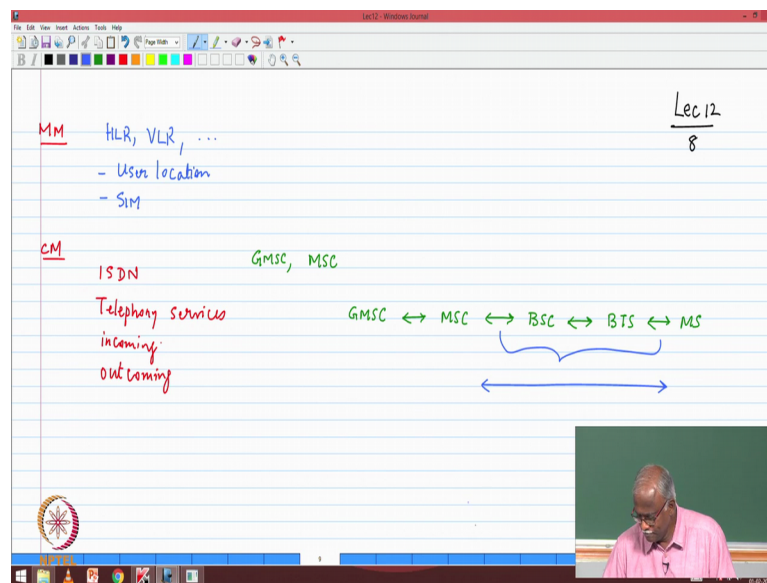 Lec12 - Windows Journal
File Edit View Insert Actions Tools Help
Page Width
B I
Lec 12
8
MM HLR, VLR, ...
- User location
- SIM
CM
GMSC, MSC
ISDN
Telephony services
GMSC ↔ MSC ↔ BSC ↔ BTS ↔ MS
incoming
outcoming
NPTEL
9